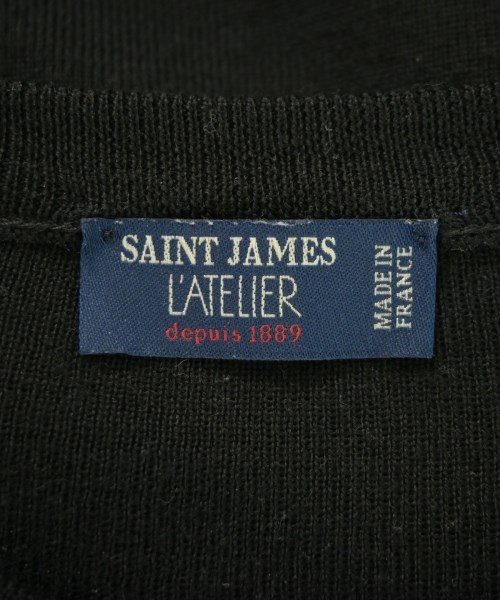 SAINT JAMES
L'ATELIER
depuis 1889
MADE IN
FRANCE